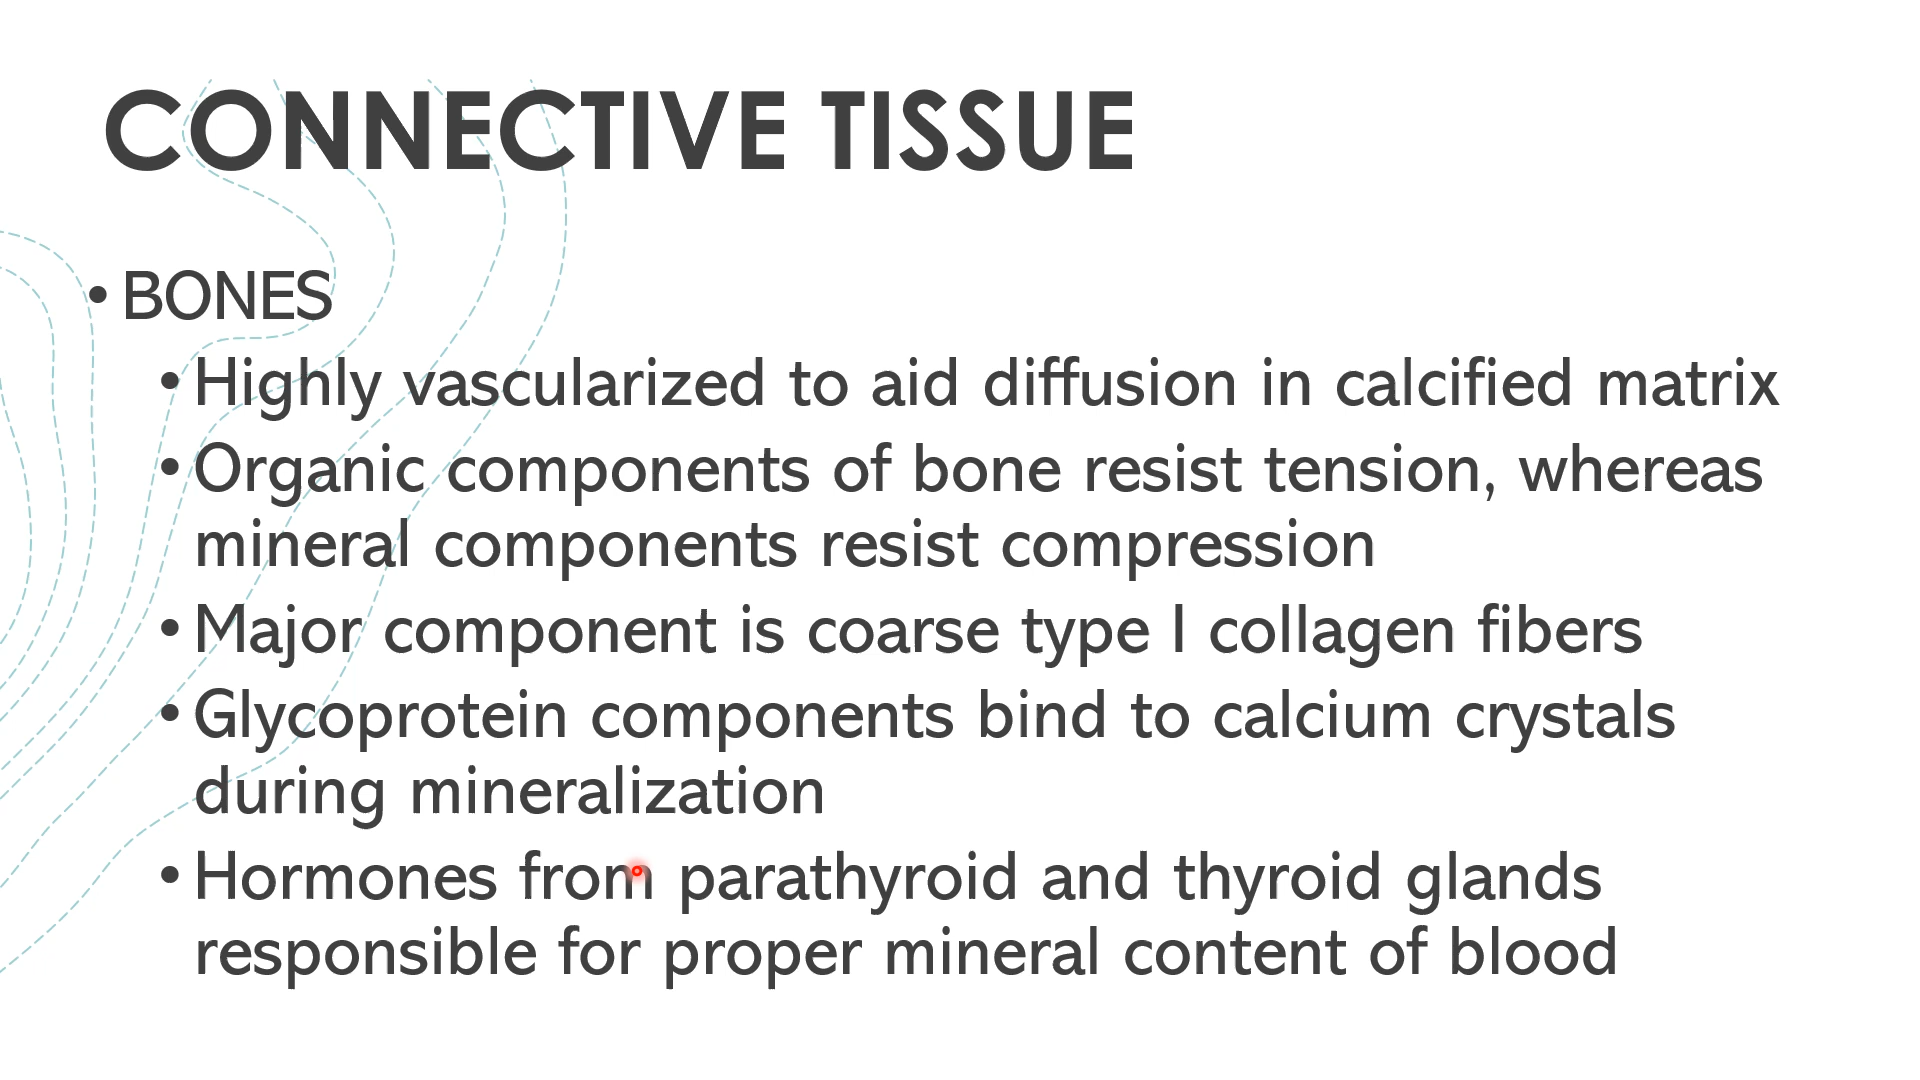 CONNECTIVE TISSUE
• BONES
• Highly vascularized to aid diffusion in calcified matrix
• Organic components of bone resist tension, whereas
mineral components resist compression
• Major component is coarse type I collagen fibers
• Glycoprotein components bind to calcium crystals
during mineralization
• Hormones from parathyroid and thyroid glands
responsible for proper mineral content of blood